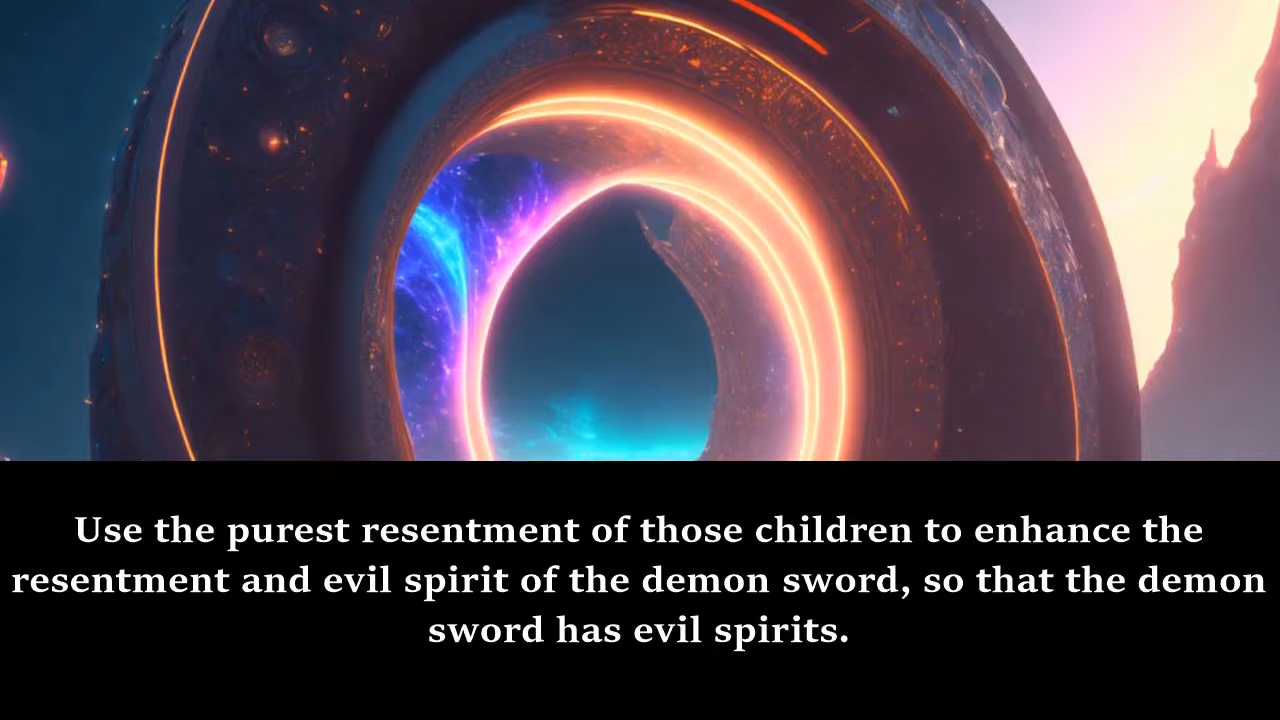 Use the purest resentment of those children to enhance the
resentment and evil spirit of the demon sword, so that the demon
sword has evil spirits.